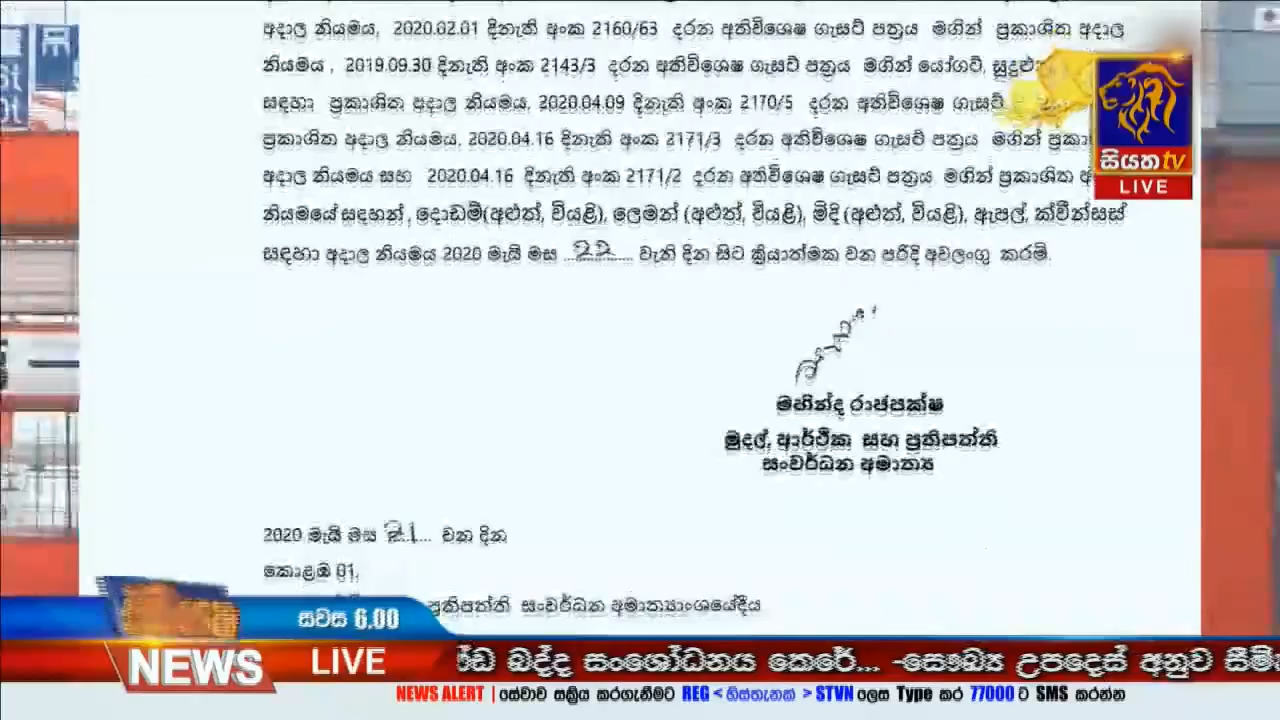 අදාල නියමය, 2020.02.01 දිනැති අංක 2160/63 දරන අතිවිශෙෂ ගැසට් පත්‍රය මගින් ප්‍රකාශිත අදාල
නියමය , 2019.09.30 දිනැති අංක 2143/3 දරන අතිවිශෙෂ ගැසට් පත්‍රය මගින් යෝගට්,
සඳහා ප්‍රකාශිත අදාල නියමය, 2020.04.09 දිනැති අංක 2170/5 දරන අතිවිශෙෂ ගැසට්
ප්‍රකාශිත අදාල නියමය, 2020.04.16 දිනැති අංක 2171/3 දරන අතිවිශෙෂ ගැසට් පත්‍රය මගින්
අදාල නියමය සහ 2020.04.16 දිනැති අංක 2171/2 දරන අතිවිශෙෂ ගැසට් පත්‍රය මගින් ප්‍රකාශිත
නියමයේ සඳහන් , දොඩම්(අළුත්, වියළි), ලෙමන් (අළුත්, වියළි), මිදි (අළුත්, වියළි), ඇපල්, ක්වින්සස්
සඳහා අදාල නියමය 2020 මැයි මස ...22...... වැනි දින සිට ක්‍රියාත්මක වන පරිදි අවලංගු කරමි.
සියත tv
LIVE
මහින්ද රාජපක්ෂ
මුදල්, ආර්ථික සහ ප්‍රතිපත්ති
සංවර්ධන අමාත්‍ය
2020 මැයි මස 21.... වන දින
කොළඹ 01,
ප්‍රතිපත්ති සංවර්ධන අමාත්‍යාංශයේදීය
සවස 6.00
NEWS LIVE බද්ද සංශෝධනය කෙරේ... -සෞඛ්‍ය උපදෙස් අනුව
NEWS ALERT | සේවාව සක්‍රිය කරගැනීමට REG < හිස්තැනක් > STVN ලෙස Type කර 77000 ට SMS කරන්න